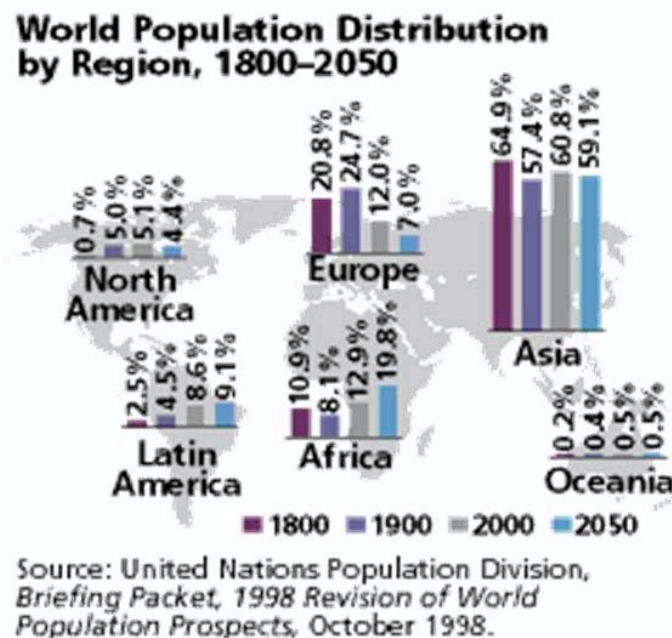 World Population Distribution
by Region, 1800–2050
0.7% 5.0% 5.1% 4.4%
North
America
20.8% 24.7% 12.0% 7.0%
Europe
64.9% 57.4% 60.8% 59.1%
Asia
2.5% 4.5% 8.6% 9.1%
Latin
America
10.9% 8.1% 12.9% 19.8%
Africa
0.2% 0.4% 0.5% 0.5%
Oceania
1800 1900 2000 2050
Source: United Nations Population Division,
Briefing Packet, 1998 Revision of World
Population Prospects, October 1998.